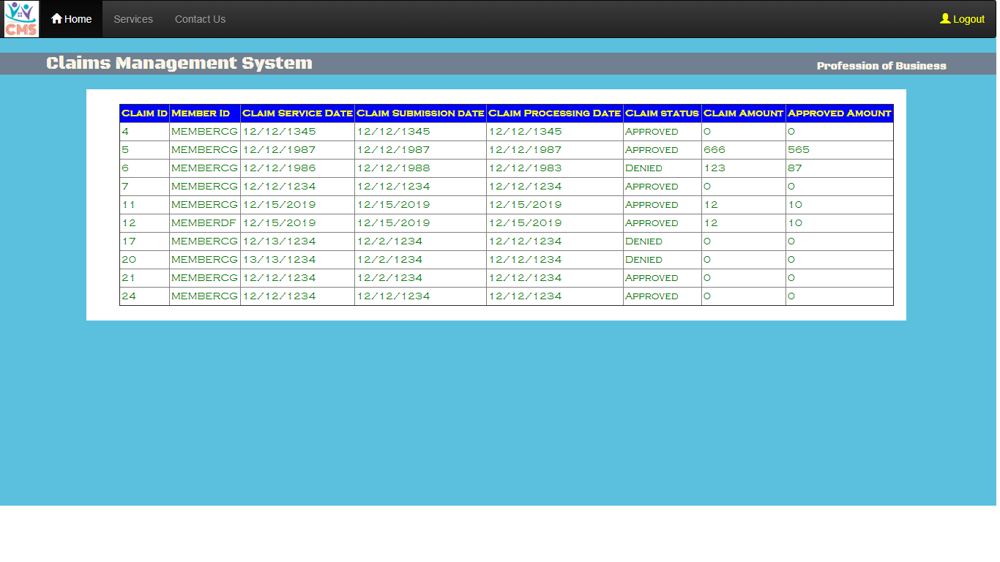 CMS
Home Services Contact Us Logout
Claims Management System Profession of Business
Claim Id Member Id Claim Service Date Claim Submission date Claim Processing Date Claim status Claim Amount Approved Amount
4 MEMBERCG 12/12/1345 12/12/1345 12/12/1345 Approved 0 0
5 MEMBERCG 12/12/1987 12/12/1987 12/12/1987 Approved 666 565
6 MEMBERCG 12/12/1986 12/12/1988 12/12/1983 Denied 123 87
7 MEMBERCG 12/12/1234 12/12/1234 12/12/1234 Approved 0 0
11 MEMBERCG 12/15/2019 12/15/2019 12/15/2019 Approved 12 10
12 MEMBERDF 12/15/2019 12/15/2019 12/15/2019 Approved 12 10
17 MEMBERCG 12/13/1234 12/2/1234 12/12/1234 Denied 0 0
20 MEMBERCG 13/13/1234 12/2/1234 12/12/1234 Denied 0 0
21 MEMBERCG 12/12/1234 12/2/1234 12/12/1234 Approved 0 0
24 MEMBERCG 12/12/1234 12/12/1234 12/12/1234 Approved 0 0